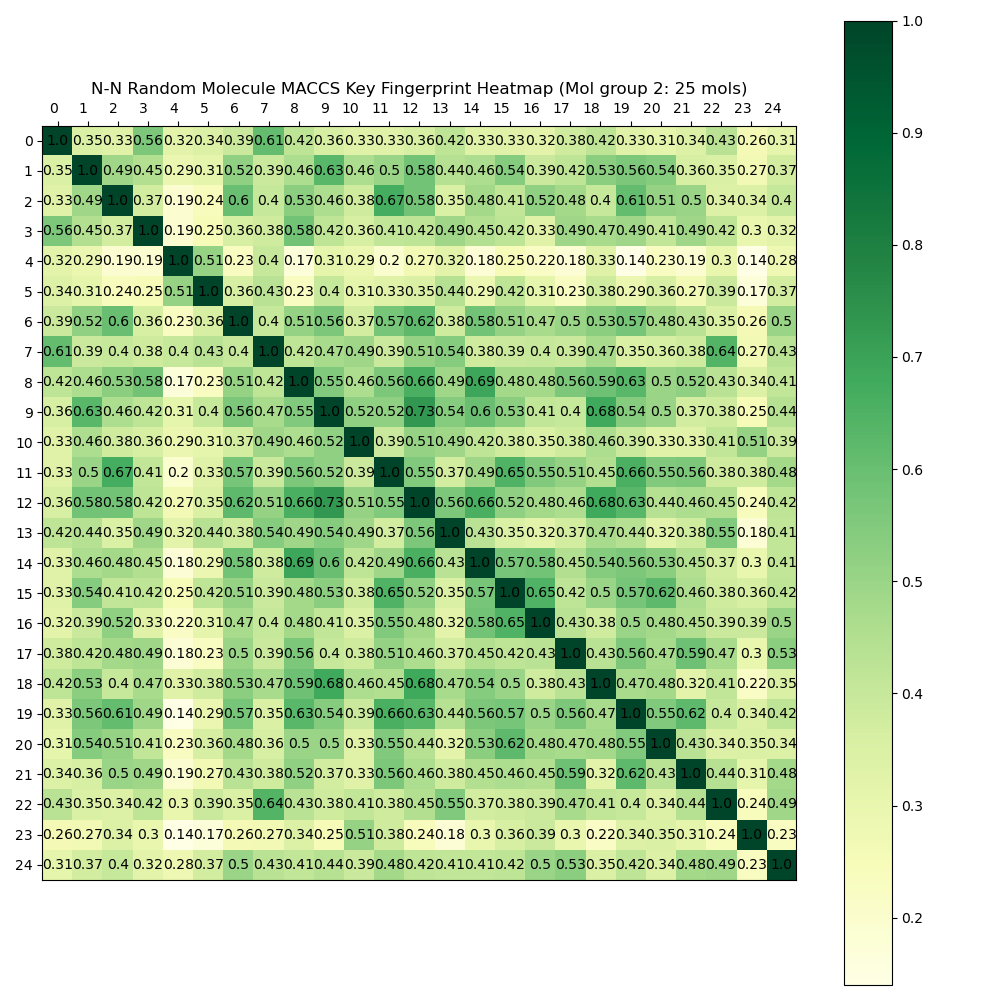 N-N Random Molecule MACCS Key Fingerprint Heatmap (Mol group 2: 25 mols)
0 1 2 3 4 5 6 7 8 9 10 11 12 13 14 15 16 17 18 19 20 21 22 23 24
0 1.0 0.35 0.33 0.56 0.32 0.34 0.39 0.61 0.42 0.36 0.33 0.33 0.36 0.42 0.33 0.33 0.32 0.38 0.42 0.33 0.31 0.34 0.43 0.26 0.31
1 0.35 1.0 0.49 0.45 0.29 0.31 0.52 0.39 0.46 0.63 0.46 0.5 0.58 0.44 0.46 0.54 0.39 0.42 0.53 0.56 0.54 0.36 0.35 0.27 0.37
2 0.33 0.49 1.0 0.37 0.19 0.24 0.6 0.4 0.53 0.46 0.38 0.67 0.58 0.35 0.48 0.41 0.52 0.48 0.4 0.61 0.51 0.5 0.34 0.34 0.4
3 0.56 0.45 0.37 1.0 0.19 0.25 0.36 0.38 0.58 0.42 0.36 0.41 0.42 0.49 0.45 0.42 0.33 0.49 0.47 0.49 0.41 0.49 0.42 0.3 0.32
4 0.32 0.29 0.19 0.19 1.0 0.51 0.23 0.4 0.17 0.31 0.29 0.2 0.27 0.32 0.18 0.25 0.22 0.18 0.33 0.14 0.23 0.19 0.3 0.14 0.28
5 0.34 0.31 0.24 0.25 0.51 1.0 0.36 0.43 0.23 0.4 0.31 0.33 0.35 0.44 0.29 0.42 0.31 0.23 0.38 0.29 0.36 0.27 0.39 0.17 0.37
6 0.39 0.52 0.6 0.36 0.23 0.36 1.0 0.4 0.51 0.56 0.37 0.57 0.62 0.38 0.58 0.51 0.47 0.5 0.53 0.57 0.48 0.43 0.35 0.26 0.5
7 0.61 0.39 0.4 0.38 0.4 0.43 0.4 1.0 0.42 0.47 0.49 0.39 0.51 0.54 0.38 0.39 0.4 0.39 0.47 0.35 0.36 0.38 0.64 0.27 0.43
8 0.42 0.46 0.53 0.58 0.17 0.23 0.51 0.42 1.0 0.55 0.46 0.56 0.66 0.49 0.69 0.48 0.48 0.56 0.59 0.63 0.5 0.52 0.43 0.34 0.41
9 0.36 0.63 0.46 0.42 0.31 0.4 0.56 0.47 0.55 1.0 0.52 0.52 0.73 0.54 0.6 0.53 0.41 0.4 0.68 0.54 0.5 0.37 0.38 0.25 0.44
10 0.33 0.46 0.38 0.36 0.29 0.31 0.37 0.49 0.46 0.52 1.0 0.39 0.51 0.49 0.42 0.38 0.35 0.38 0.46 0.39 0.33 0.33 0.41 0.51 0.39
11 0.33 0.5 0.67 0.41 0.2 0.33 0.57 0.39 0.56 0.52 0.39 1.0 0.55 0.37 0.49 0.65 0.55 0.51 0.45 0.66 0.55 0.56 0.38 0.38 0.48
12 0.36 0.58 0.58 0.42 0.27 0.35 0.62 0.51 0.66 0.73 0.51 0.55 1.0 0.56 0.66 0.52 0.48 0.46 0.68 0.63 0.44 0.46 0.45 0.24 0.42
13 0.42 0.44 0.35 0.49 0.32 0.44 0.38 0.54 0.49 0.54 0.49 0.37 0.56 1.0 0.43 0.35 0.32 0.37 0.47 0.44 0.32 0.38 0.55 0.18 0.41
14 0.33 0.46 0.48 0.45 0.18 0.29 0.58 0.38 0.69 0.6 0.42 0.49 0.66 0.43 1.0 0.57 0.58 0.45 0.54 0.56 0.53 0.45 0.37 0.3 0.41
15 0.33 0.54 0.41 0.42 0.25 0.42 0.51 0.39 0.48 0.53 0.38 0.65 0.52 0.35 0.57 1.0 0.65 0.42 0.5 0.57 0.62 0.46 0.38 0.36 0.42
16 0.32 0.39 0.52 0.33 0.22 0.31 0.47 0.4 0.48 0.41 0.35 0.55 0.48 0.32 0.58 0.65 1.0 0.43 0.38 0.5 0.48 0.45 0.39 0.39 0.5
17 0.38 0.42 0.48 0.49 0.18 0.23 0.5 0.39 0.56 0.4 0.38 0.51 0.46 0.37 0.45 0.42 0.43 1.0 0.43 0.56 0.47 0.59 0.47 0.3 0.53
18 0.42 0.53 0.4 0.47 0.33 0.38 0.53 0.47 0.59 0.68 0.46 0.45 0.68 0.47 0.54 0.5 0.38 0.43 1.0 0.47 0.48 0.32 0.41 0.22 0.35
19 0.33 0.56 0.61 0.49 0.14 0.29 0.57 0.35 0.63 0.54 0.39 0.66 0.63 0.44 0.56 0.57 0.5 0.56 0.47 1.0 0.55 0.62 0.4 0.34 0.42
20 0.31 0.54 0.51 0.41 0.23 0.36 0.48 0.36 0.5 0.5 0.33 0.55 0.44 0.32 0.53 0.62 0.48 0.47 0.48 0.55 1.0 0.43 0.34 0.35 0.34
21 0.34 0.36 0.5 0.49 0.19 0.27 0.43 0.38 0.52 0.37 0.33 0.56 0.46 0.38 0.45 0.46 0.45 0.59 0.32 0.62 0.43 1.0 0.44 0.31 0.48
22 0.43 0.35 0.34 0.42 0.3 0.39 0.35 0.64 0.43 0.38 0.41 0.38 0.45 0.55 0.37 0.38 0.39 0.47 0.41 0.4 0.34 0.44 1.0 0.24 0.49
23 0.26 0.27 0.34 0.3 0.14 0.17 0.26 0.27 0.34 0.25 0.51 0.38 0.24 0.18 0.3 0.36 0.39 0.3 0.22 0.34 0.35 0.31 0.24 1.0 0.23
24 0.31 0.37 0.4 0.32 0.28 0.37 0.5 0.43 0.41 0.44 0.39 0.48 0.42 0.41 0.41 0.42 0.5 0.53 0.35 0.42 0.34 0.48 0.49 0.23 1.0
1.0
0.9
0.8
0.7
0.6
0.5
0.4
0.3
0.2